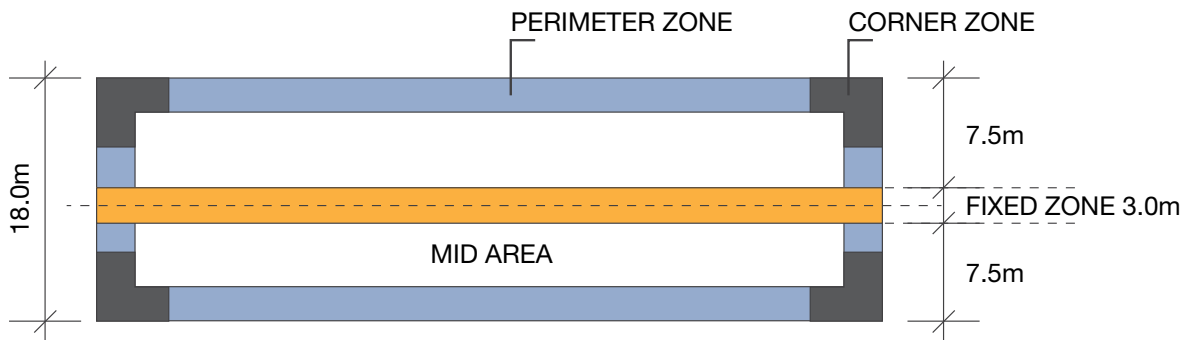 PERIMETER ZONE
CORNER ZONE
7.5m
18.0m
FIXED ZONE 3.0m
MID AREA
7.5m